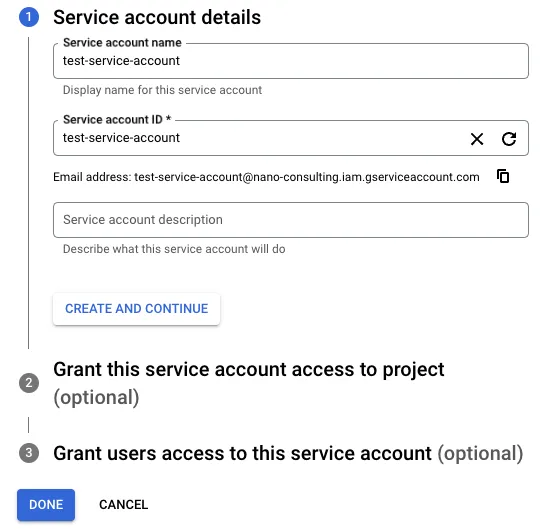 1 Service account details
Service account name
test-service-account
Display name for this service account
Service account ID *
test-service-account
Email address: test-service-account@nano-consulting.iam.gserviceaccount.com
Service account description
Describe what this service account will do
CREATE AND CONTINUE
2 Grant this service account access to project
(optional)
3 Grant users access to this service account (optional)
DONE CANCEL